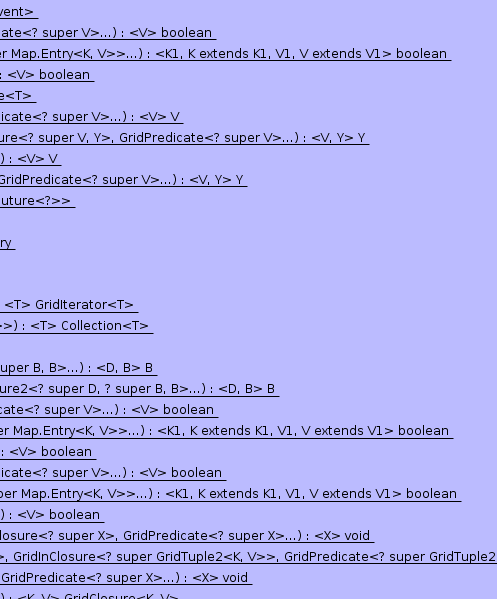 vent>
ate<? super V>...) : <V> boolean
er Map.Entry<K, V>>...) : <K1, K extends K1, V1, V extends V1> boolean
: <V> boolean
e<T>
licate<? super V>...) : <V> V
ure<? super V, Y>, GridPredicate<? super V>...) : <V, Y> Y
) : <V> V
GridPredicate<? super V>...) : <V, Y> Y
uture<?>>
ry
<T> GridIterator<T>
>>) : <T> Collection<T>
super B, B>...) : <D, B> B
ure2<? super D, ? super B, B>...) : <D, B> B
cate<? super V>...) : <V> boolean
er Map.Entry<K, V>>...) : <K1, K extends K1, V1, V extends V1> boolean
: <V> boolean
icate<? super V>...) : <V> boolean
per Map.Entry<K, V>>...) : <K1, K extends K1, V1, V extends V1> boolean
) : <V> boolean
losure<? super X>, GridPredicate<? super X>...) : <X> void
>, GridInClosure<? super GridTuple2<K, V>>, GridPredicate<? super GridTuple2
GridPredicate<? super X>...) : <X> void
) : <K, V> GridClosure<K, V>